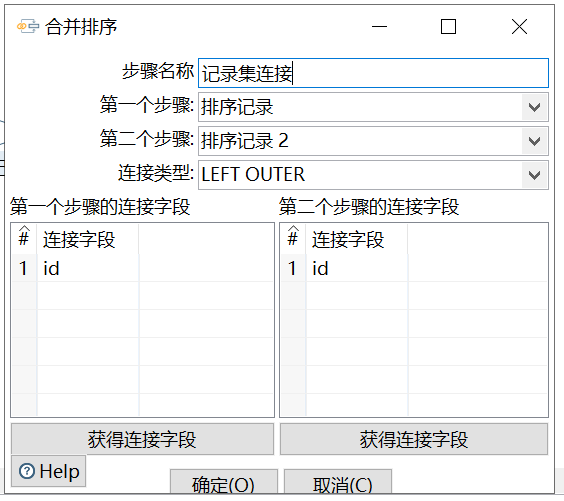 合并排序
步骤名称 记录集连接
第一个步骤: 排序记录
第二个步骤: 排序记录 2
连接类型: LEFT OUTER
第一个步骤的连接字段 第二个步骤的连接字段
# 连接字段 # 连接字段
1 id 1 id
获得连接字段 获得连接字段
Help
确定(O) 取消(C)